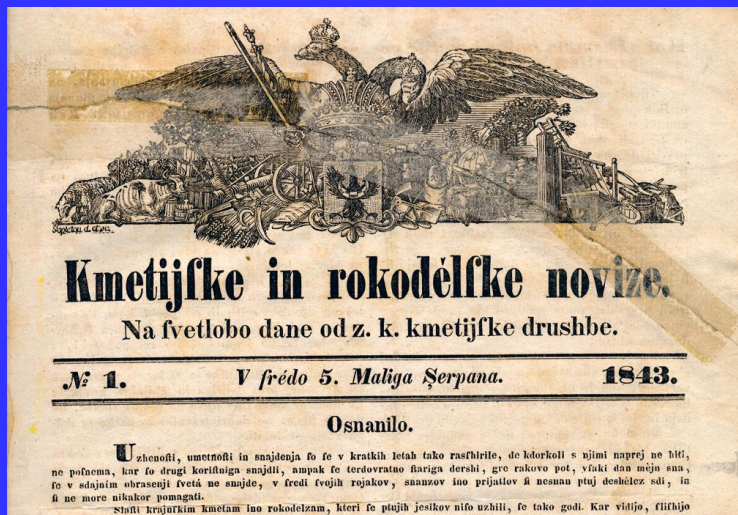 Kmetijſke in rokodélſke novize.
Na ſvetlobo dane od z. k. kmetijſke drushbe.
№ 1. V ſrédo 5. Maliga Şerpana. 1843.
Osnanilo.
Uzhenoſti, umetnoſti in snajdenja ſo ſe v kratkih letah tako rasſhirile, de kdorkoli s njimi naprej ne hiti,
ne poſnema, kar ſo drugi koriſtniga snajdli, ampak ſe terdovratno ſtariga dershi, gre rakovo pot, vſaki dan mènj sna,
ſe v sdajnim obrasenji ſvetá ne snajde, v ſredi ſvojih rojakov, snanzov ino prijatlov ſi nesnan ptuj deshèlez sdi, in
ſi ne more nikakor pomagati.
Slaſti krajnſkim kmetam ino rokodelzam, kteri ſe ptujih jesikov niſo uzhili, ſe tako godi. Kar vidijo, ſliſhijo